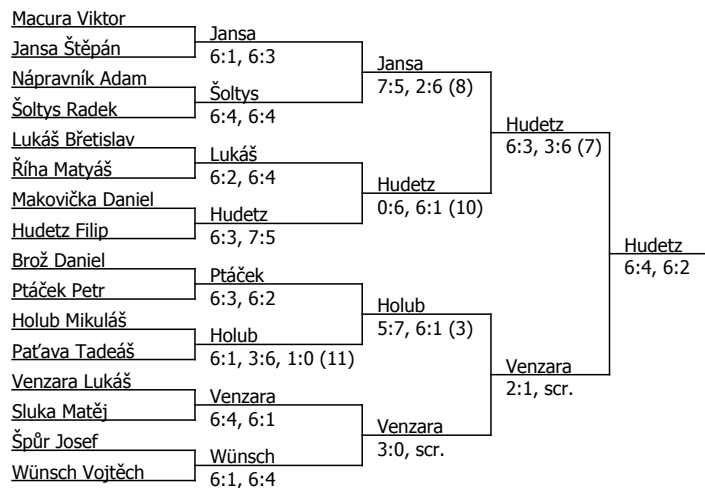 Macura Viktor
Jansa Štěpán
Nápravník Adam
Šoltys Radek
Lukáš Břetislav
Říha Matyáš
Makovička Daniel
Hudetz Filip
Brož Daniel
Ptáček Petr
Holub Mikuláš
Paťava Tadeáš
Venzara Lukáš
Sluka Matěj
Špůr Josef
Wünsch Vojtěch
Jansa
6:1, 6:3
Šoltys
6:4, 6:4
Lukáš
6:2, 6:4
Hudetz
6:3, 7:5
Ptáček
6:3, 6:2
Holub
6:1, 3:6, 1:0 (11)
Venzara
6:4, 6:1
Wünsch
6:1, 6:4
Jansa
7:5, 2:6 (8)
Hudetz
0:6, 6:1 (10)
Holub
5:7, 6:1 (3)
Venzara
3:0, scr.
Hudetz
6:3, 3:6 (7)
Venzara
2:1, scr.
Hudetz
6:4, 6:2